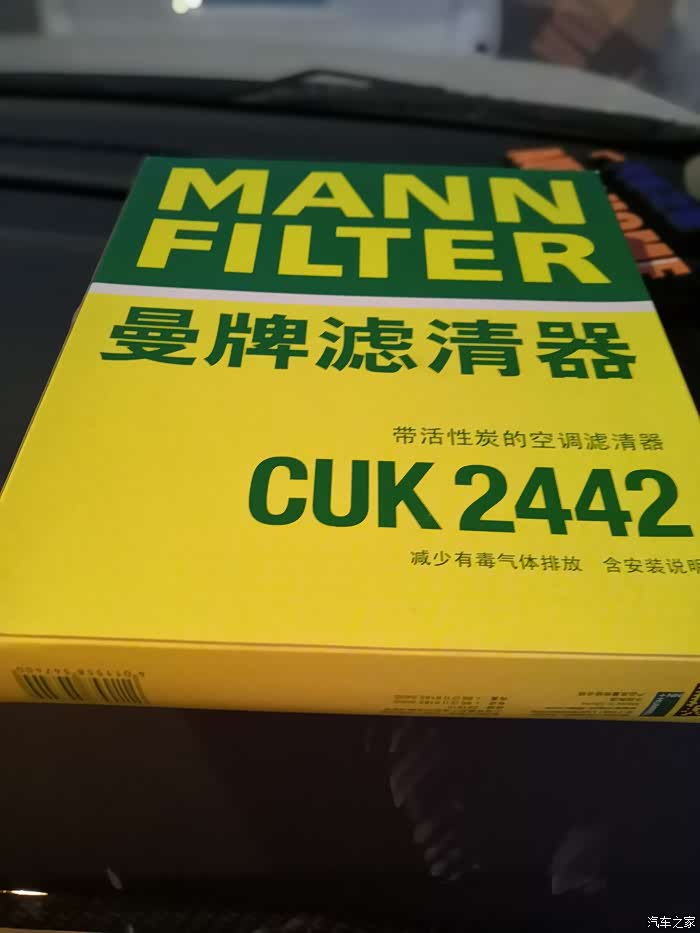 MANN
FILTER
曼牌滤清器
带活性炭的空调滤清器
CUK 2442
减少有毒气体排放 含安装说明
汽车之家